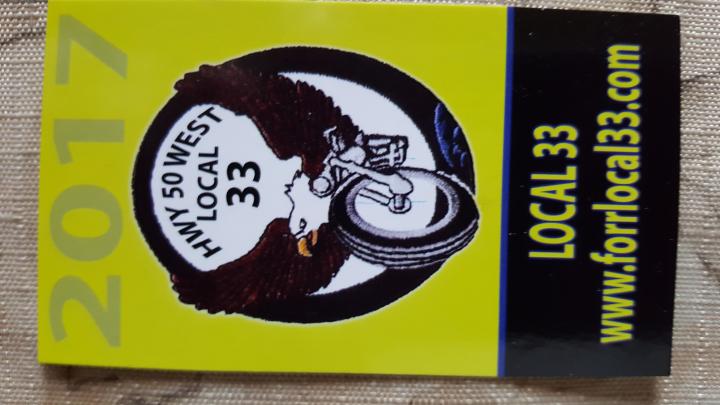 2017
HWY 50 WEST
LOCAL
33
LOCAL 33
www.forrlocal33.com